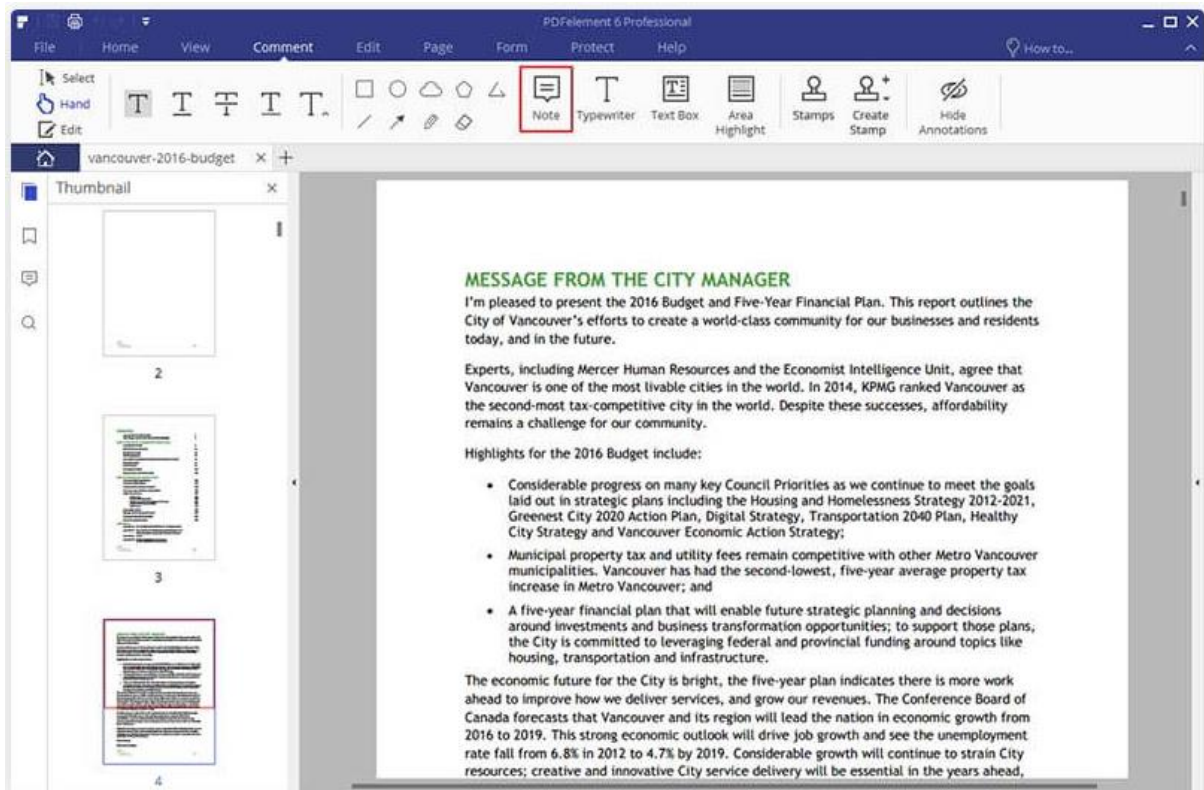 PDFelement 6 Professional
File Home View Comment Edit Page Form Protect Help How to...
Select
Hand
Edit
Note Typewriter Text Box Area Highlight Stamps Create Stamp Hide Annotations
vancouver-2016-budget
Thumbnail
2
3
4
MESSAGE FROM THE CITY MANAGER
I'm pleased to present the 2016 Budget and Five-Year Financial Plan. This report outlines the
City of Vancouver's efforts to create a world-class community for our businesses and residents
today, and in the future.
Experts, including Mercer Human Resources and the Economist Intelligence Unit, agree that
Vancouver is one of the most livable cities in the world. In 2014, KPMG ranked Vancouver as
the second-most tax-competitive city in the world. Despite these successes, affordability
remains a challenge for our community.
Highlights for the 2016 Budget include:
• Considerable progress on many key Council Priorities as we continue to meet the goals
laid out in strategic plans including the Housing and Homelessness Strategy 2012-2021,
Greenest City 2020 Action Plan, Digital Strategy, Transportation 2040 Plan, Healthy
City Strategy and Vancouver Economic Action Strategy;
• Municipal property tax and utility fees remain competitive with other Metro Vancouver
municipalities. Vancouver has had the second-lowest, five-year average property tax
increase in Metro Vancouver; and
• A five-year financial plan that will enable future strategic planning and decisions
around investments and business transformation opportunities; to support those plans,
the City is committed to leveraging federal and provincial funding around topics like
housing, transportation and infrastructure.
The economic future for the City is bright, the five-year plan indicates there is more work
ahead to improve how we deliver services, and grow our revenues. The Conference Board of
Canada forecasts that Vancouver and its region will lead the nation in economic growth from
2016 to 2019. This strong economic outlook will drive job growth and see the unemployment
rate fall from 6.8% in 2012 to 4.7% by 2019. Considerable growth will continue to strain City
resources; creative and innovative City service delivery will be essential in the years ahead,